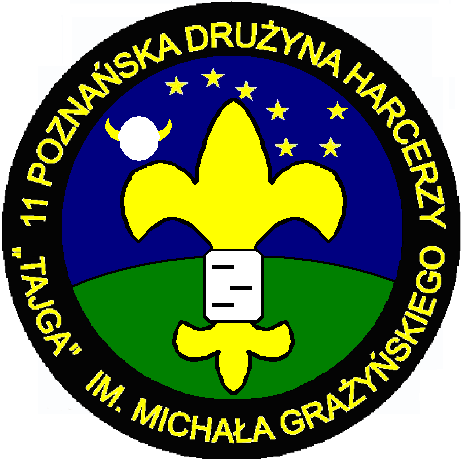 11 POZNAŃSKA DRUŻYNA HARCERZY
"TAJGA" IM. MICHAŁA GRAŻYŃSKIEGO